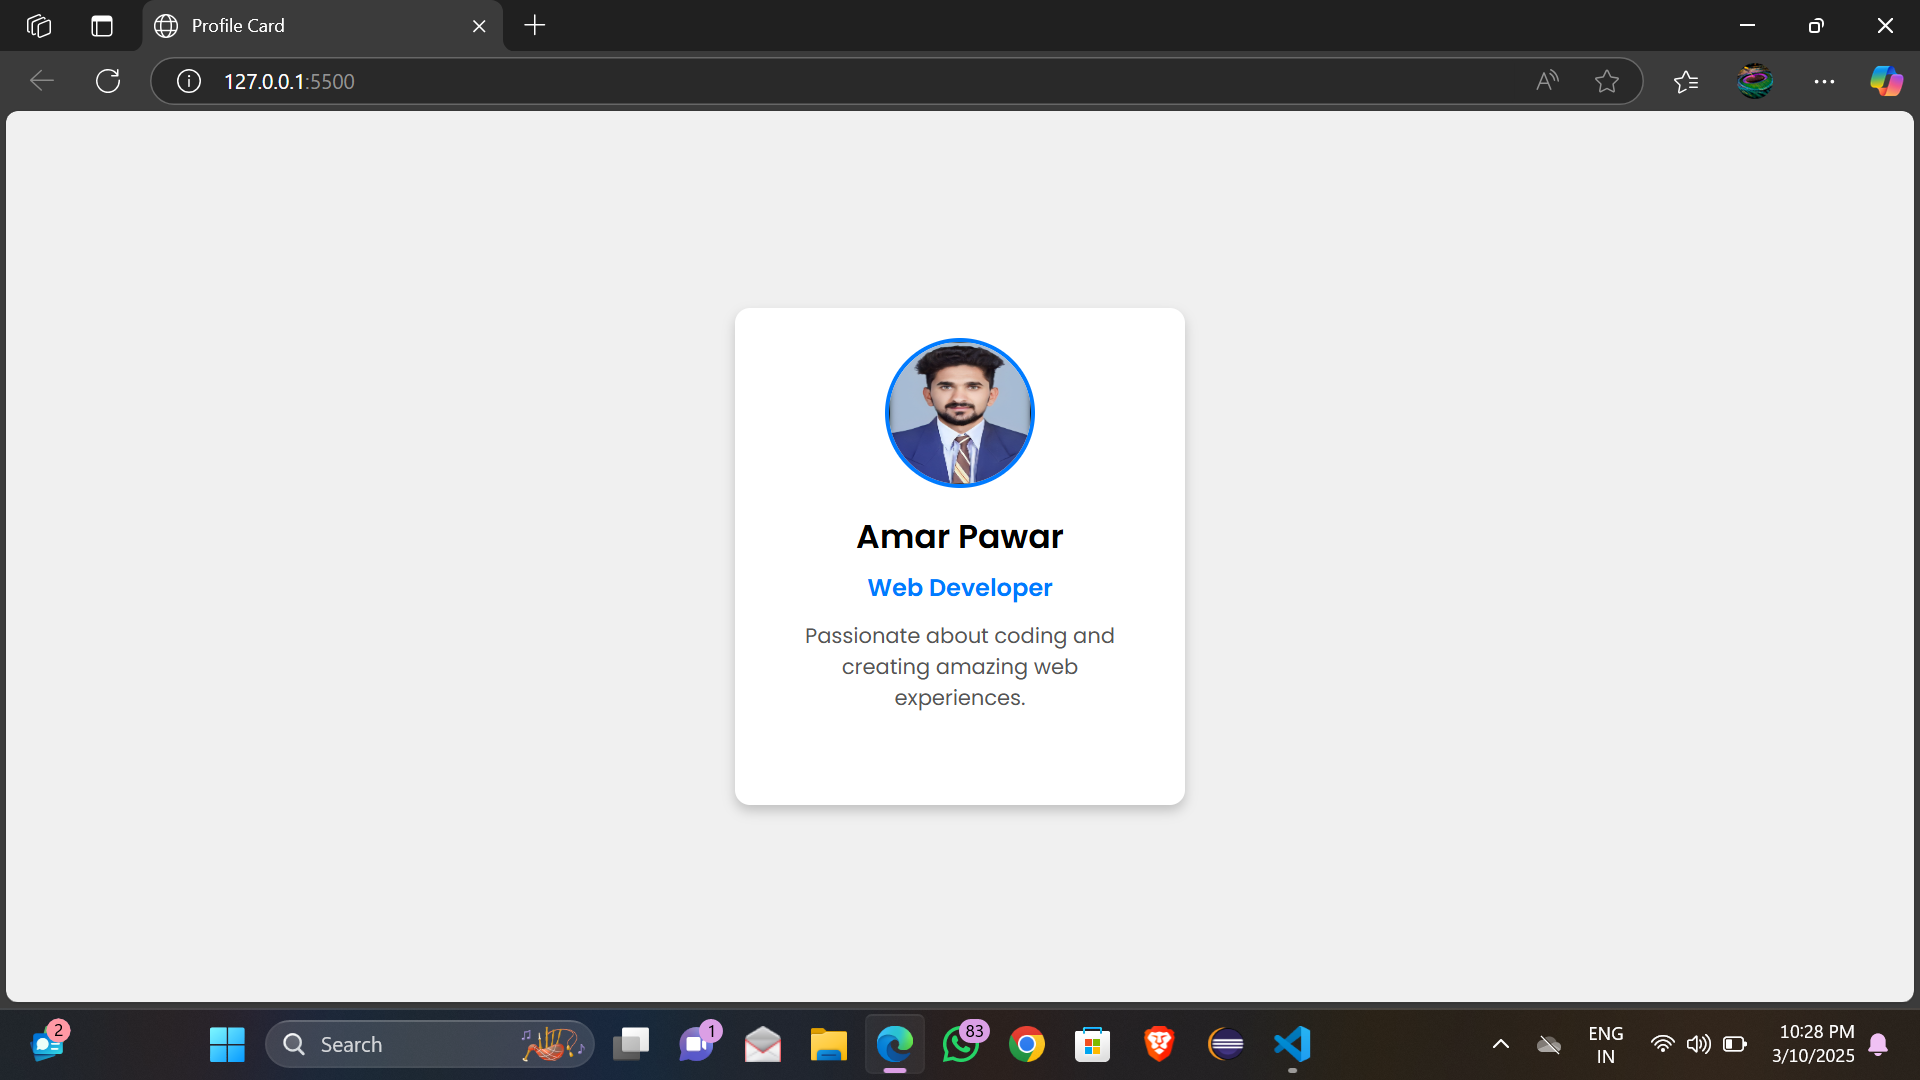 Profile Card
127.0.0.1:5500
Amar Pawar
Web Developer
Passionate about coding and
creating amazing web
experiences.
2
Search
1
83
ENG
IN
10:28 PM
3/10/2025